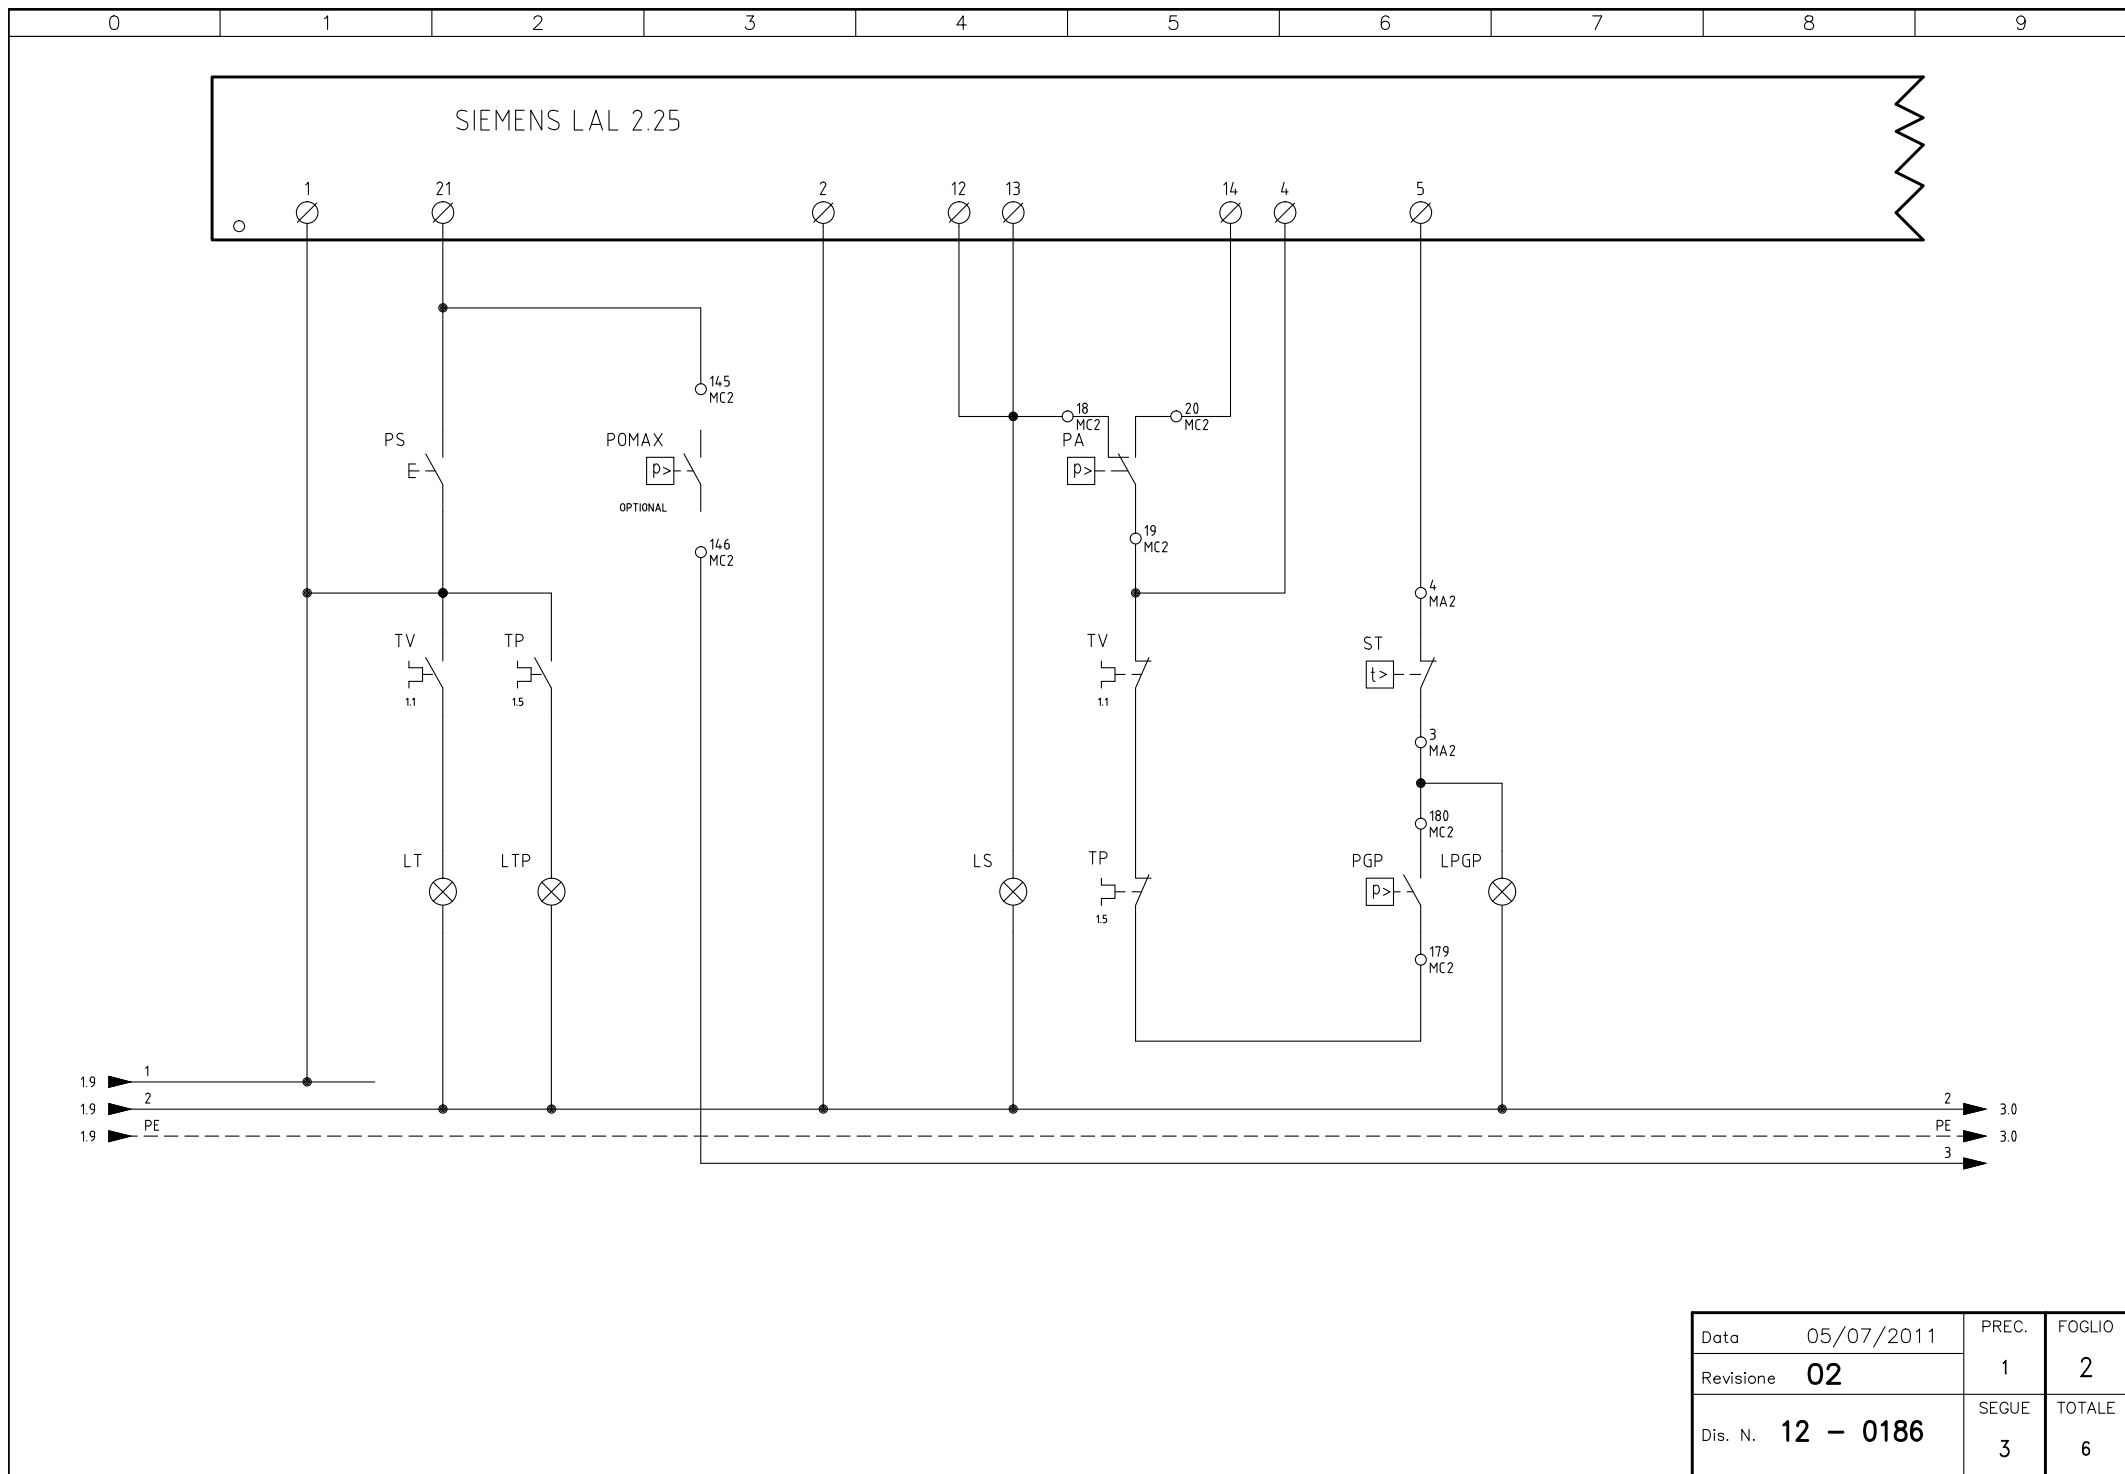 0 1 2 3 4 5 6 7 8 9
SIEMENS LAL 2.25
1 21 2 12 13 14 4 5
145
MC2
18
MC2
20
MC2
PS
POMAX
p>
OPTIONAL
PA
p>
19
MC2
146
MC2
4
MA2
TV
1.1
TP
1.5
TV
1.1
ST
t>
3
MA2
180
MC2
LT
LTP
LS
TP
1.5
PGP
p>
LPGP
179
MC2
1.9 1
1.9 2 2 3.0
1.9 PE PE 3.0
3
Data 05/07/2011
PREC.
1
FOGLIO
2
Revisione 02
Dis. N. 12 - 0186
SEGUE
3
TOTALE
6